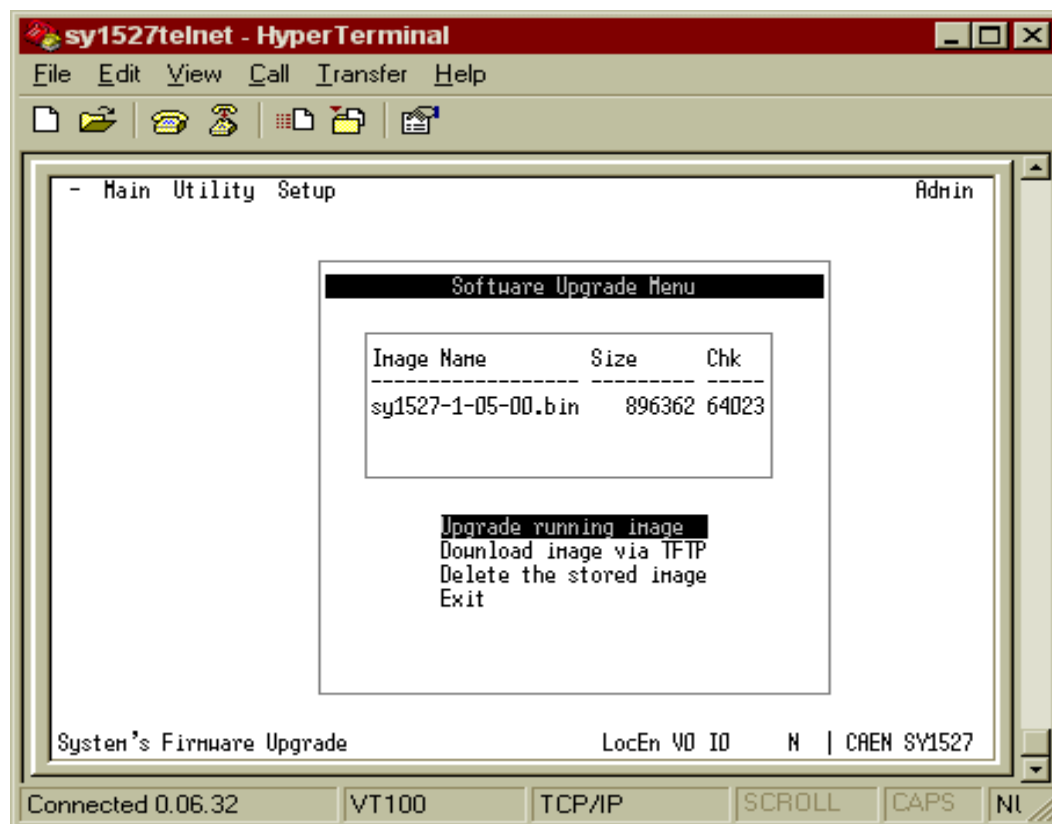 sy1527telnet - HyperTerminal
File Edit View Call Transfer Help
- Main Utility Setup Admin
Software Upgrade Menu
Image Name Size Chk
------------------ --------- -----
sy1527-1-05-00.bin 896362 64023
Upgrade running image
Download image via TFTP
Delete the stored image
Exit
System's Firmware Upgrade LocEn V0 I0 N | CAEN SY1527
Connected 0.06.32 VT100 TCP/IP SCROLL CAPS